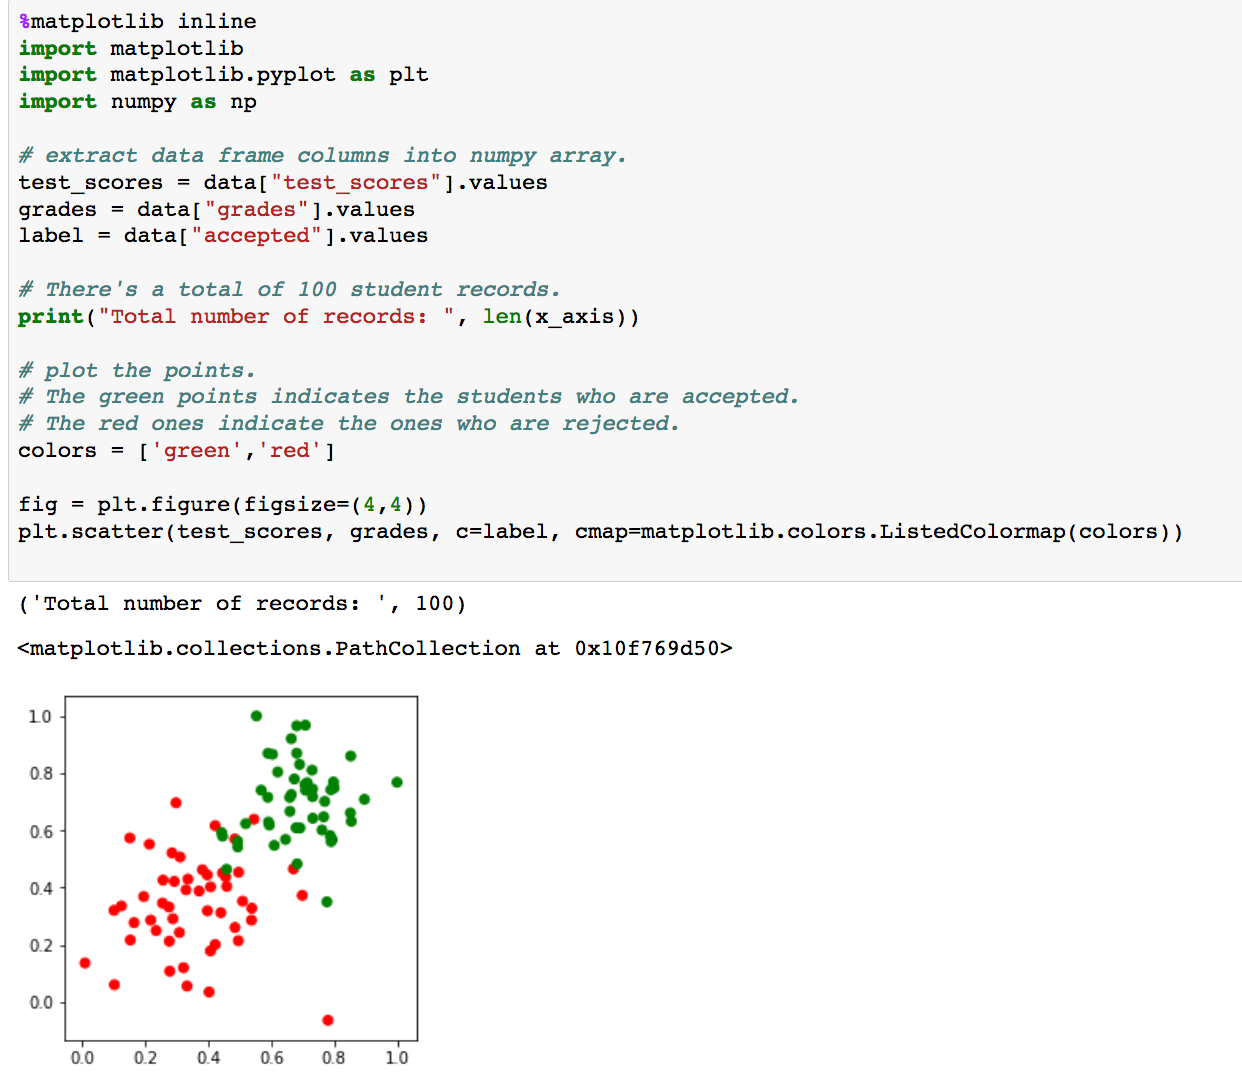 %matplotlib inline
import matplotlib
import matplotlib.pyplot as plt
import numpy as np
# extract data frame columns into numpy array.
test_scores = data["test_scores"].values
grades = data["grades"].values
label = data["accepted"].values
# There's a total of 100 student records.
print("Total number of records: ", len(x_axis))
# plot the points.
# The green points indicates the students who are accepted.
# The red ones indicate the ones who are rejected.
colors = ['green','red']
fig = plt.figure(figsize=(4,4))
plt.scatter(test_scores, grades, c=label, cmap=matplotlib.colors.ListedColormap(colors))
('Total number of records: ', 100)
<matplotlib.collections.PathCollection at 0x10f769d50>
1.0
0.8
0.6
0.4
0.2
0.0
0.0 0.2 0.4 0.6 0.8 1.0